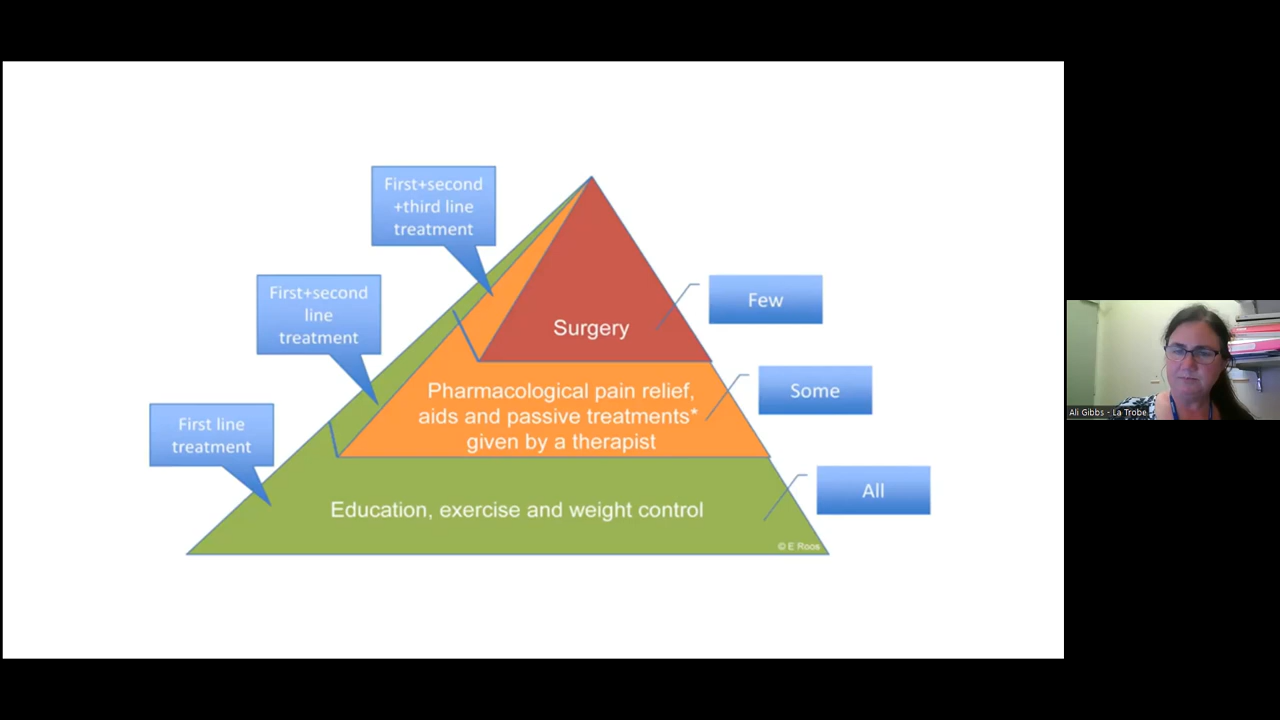 First+second
+third line
treatment
First+second
line
treatment
First line
treatment
Surgery
Pharmacological pain relief,
aids and passive treatments*
given by a therapist
Education, exercise and weight control
© E Roos
Few
Some
All
Ali Gibbs - La Trobe